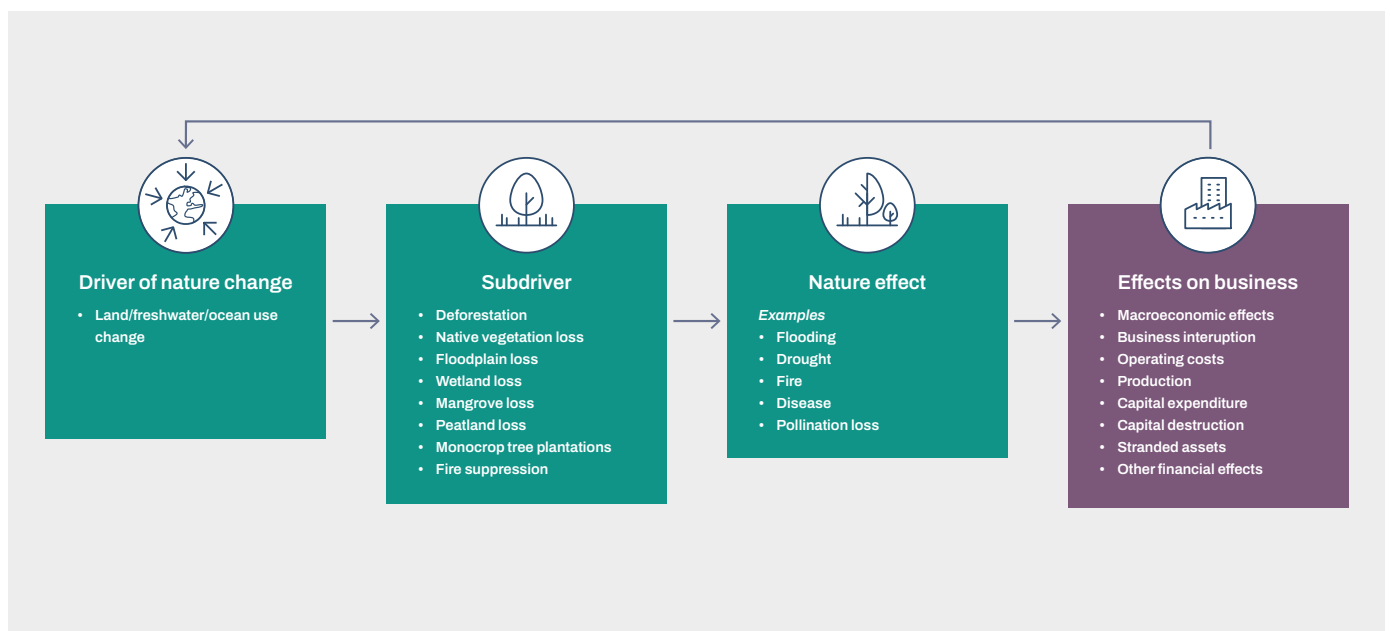 Driver of nature change
• Land/freshwater/ocean use
change
Subdriver
• Deforestation
• Native vegetation loss
• Floodplain loss
• Wetland loss
• Mangrove loss
• Peatland loss
• Monocrop tree plantations
• Fire suppression
Nature effect
Examples
• Flooding
• Drought
• Fire
• Disease
• Pollination loss
Effects on business
• Macroeconomic effects
• Business interuption
• Operating costs
• Production
• Capital expenditure
• Capital destruction
• Stranded assets
• Other financial effects